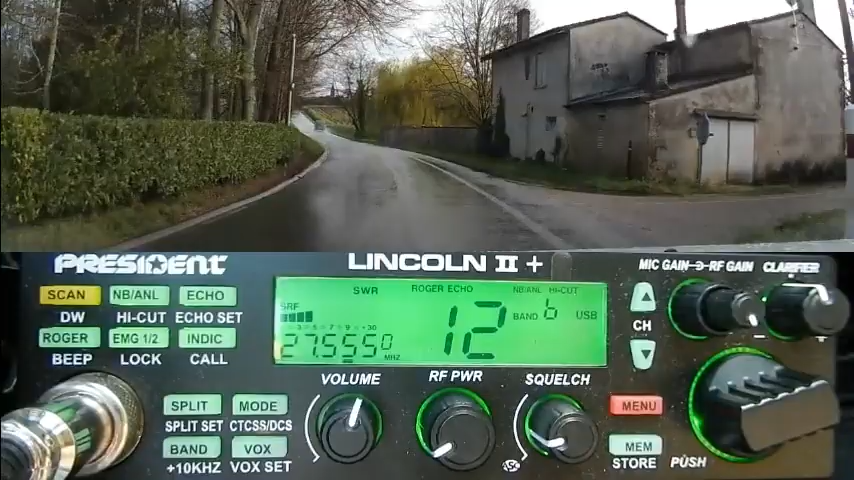 PRESIDENT
LINCOLN II +
MIC GAIN RF GAIN CLARIFIER
SCAN NB/ANL ECHO
DW HI-CUT ECHO SET
ROGER EMG 1/2 INDIC
BEEP LOCK CALL
SWR ROGER ECHO NB/ANL HI-CUT
SRF
27.5550 MHZ 12 BAND 6 USB
CH
VOLUME RF PWR SQUELCH
SPLIT MODE
SPLIT SET CTCSS/DCS
BAND VOX
+10KHZ VOX SET
ASC
MENU
MEM
STORE PUSH